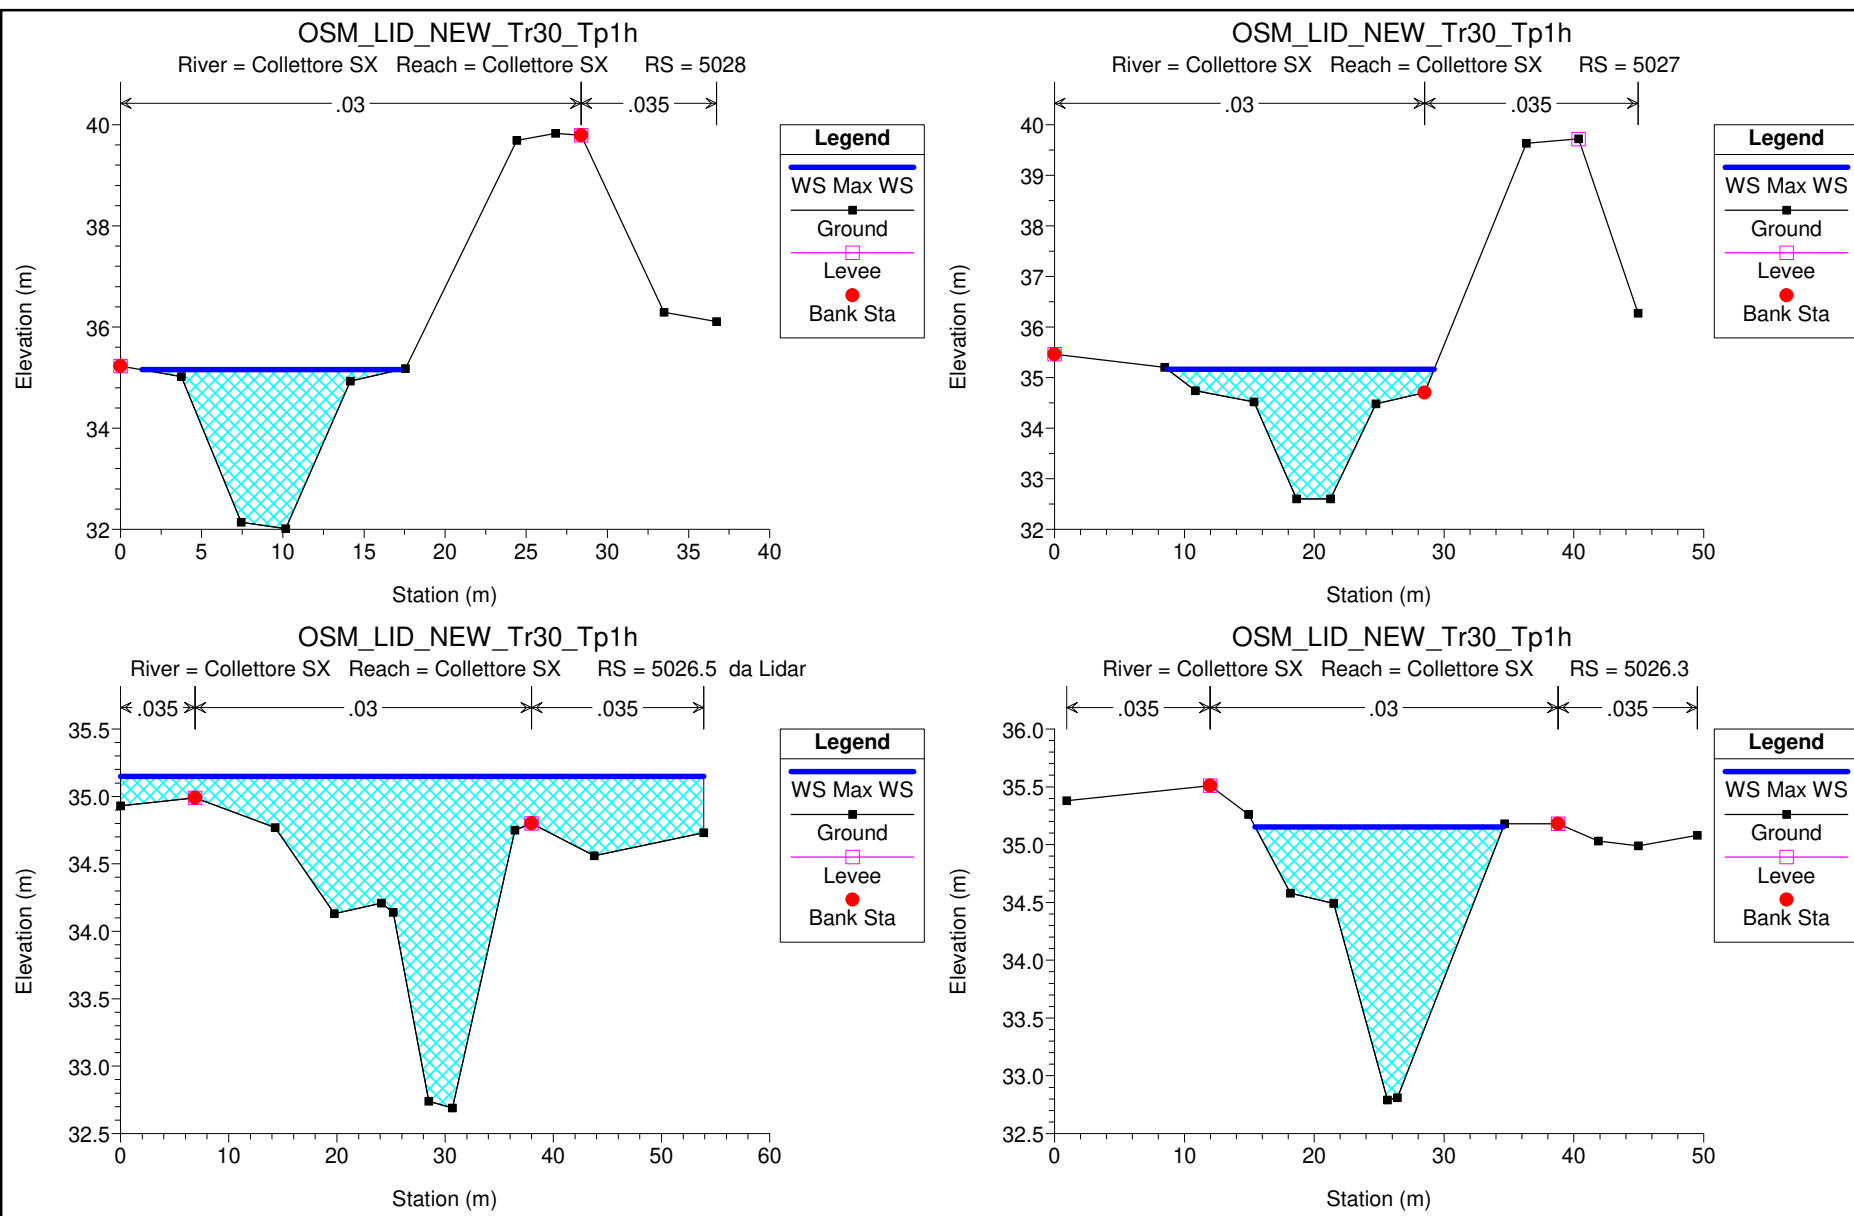 OSM_LID_NEW_Tr30_Tp1h
River = Collettore SX Reach = Collettore SX RS = 5028
.03 .035
Elevation (m)
40
38
36
34
32
0 5 10 15 20 25 30 35 40
Station (m)
Legend
WS Max WS
Ground
Levee
Bank Sta
OSM_LID_NEW_Tr30_Tp1h
River = Collettore SX Reach = Collettore SX RS = 5027
.03 .035
Elevation (m)
40
39
38
37
36
35
34
33
32
0 10 20 30 40 50
Station (m)
Legend
WS Max WS
Ground
Levee
Bank Sta
OSM_LID_NEW_Tr30_Tp1h
River = Collettore SX Reach = Collettore SX RS = 5026.5 da Lidar
.035 .03 .035
Elevation (m)
35.5
35.0
34.5
34.0
33.5
33.0
32.5
0 10 20 30 40 50 60
Station (m)
Legend
WS Max WS
Ground
Levee
Bank Sta
OSM_LID_NEW_Tr30_Tp1h
River = Collettore SX Reach = Collettore SX RS = 5026.3
.035 .03 .035
Elevation (m)
36.0
35.5
35.0
34.5
34.0
33.5
33.0
32.5
0 10 20 30 40 50
Station (m)
Legend
WS Max WS
Ground
Levee
Bank Sta